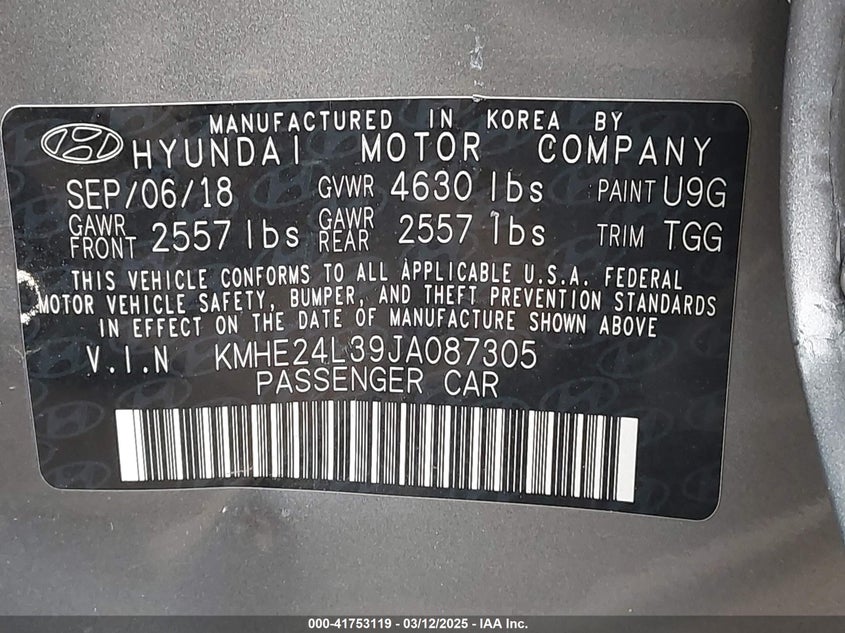 MANUFACTURED IN KOREA BY
HYUNDAI MOTOR COMPANY
SEP/06/18 GVWR 4630 lbs PAINT U9G
GAWR FRONT 2557 lbs GAWR REAR 2557 lbs TRIM TGG
THIS VEHICLE CONFORMS TO ALL APPLICABLE U.S.A. FEDERAL
MOTOR VEHICLE SAFETY, BUMPER, AND THEFT PREVENTION STANDARDS
IN EFFECT ON THE DATE OF MANUFACTURE SHOWN ABOVE
V.I.N KMHE24L39JA087305
PASSENGER CAR
000-41753119 - 03/12/2025 - IAA Inc.